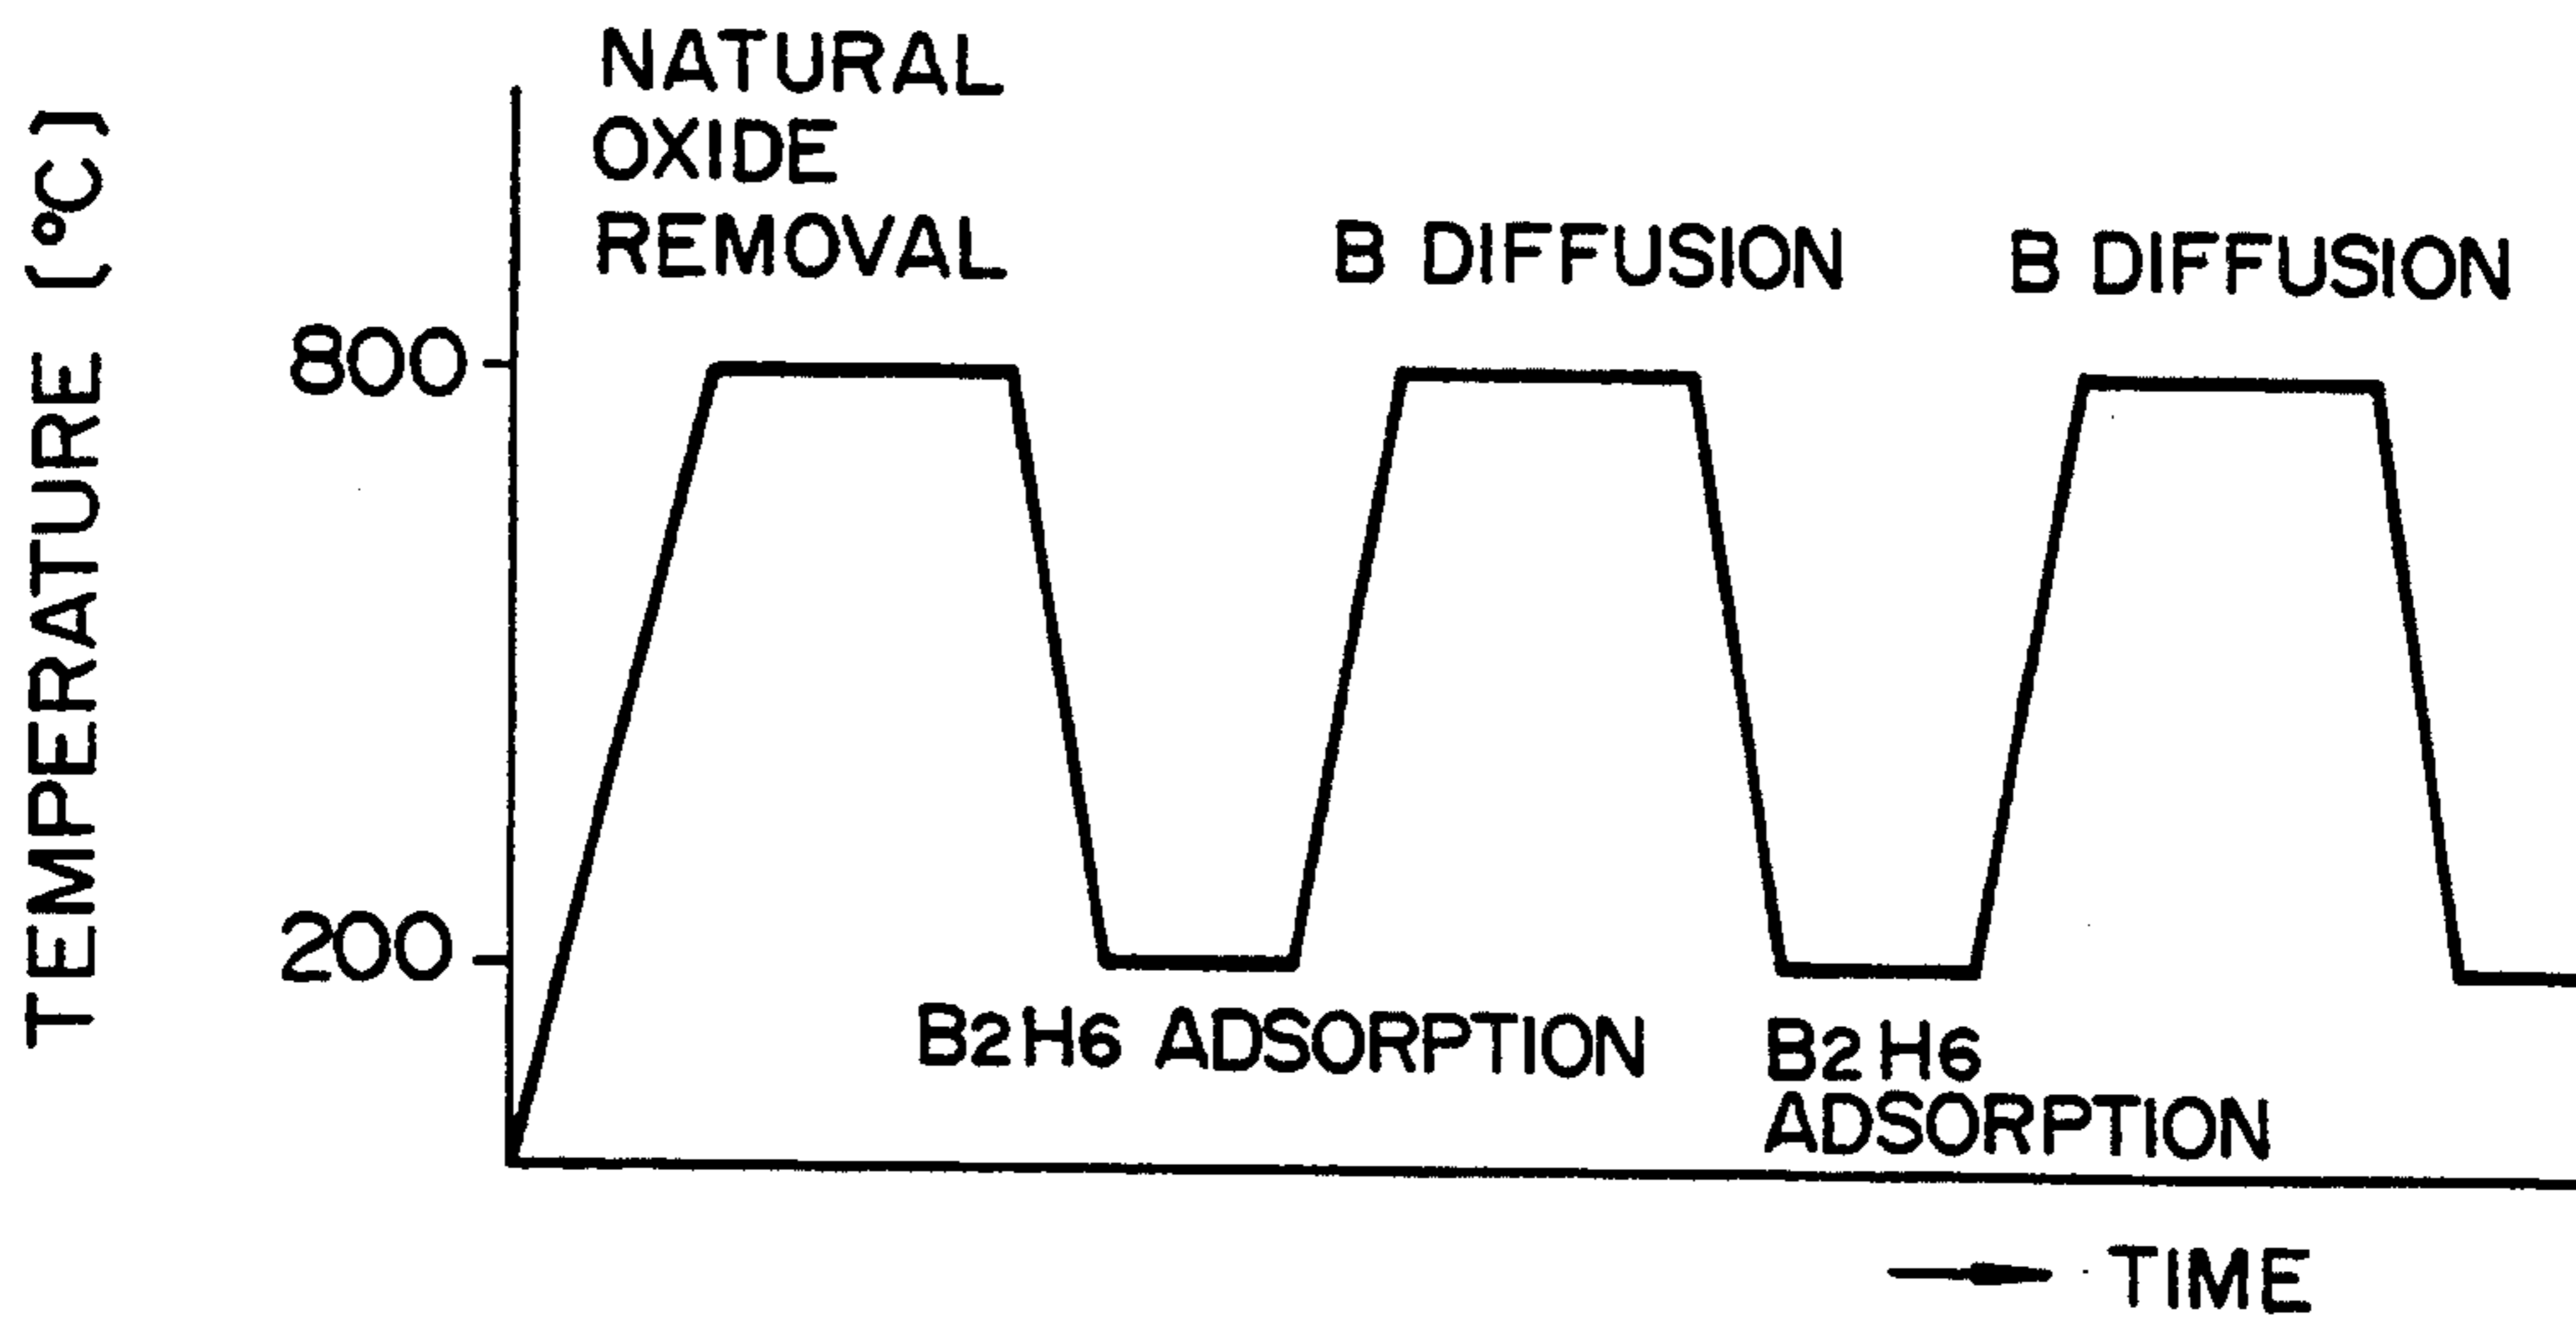 NATURAL
OXIDE
REMOVAL
B DIFFUSION
B DIFFUSION
TEMPERATURE (°C)
800
200
B2H6 ADSORPTION
B2H6
ADSORPTION
TIME